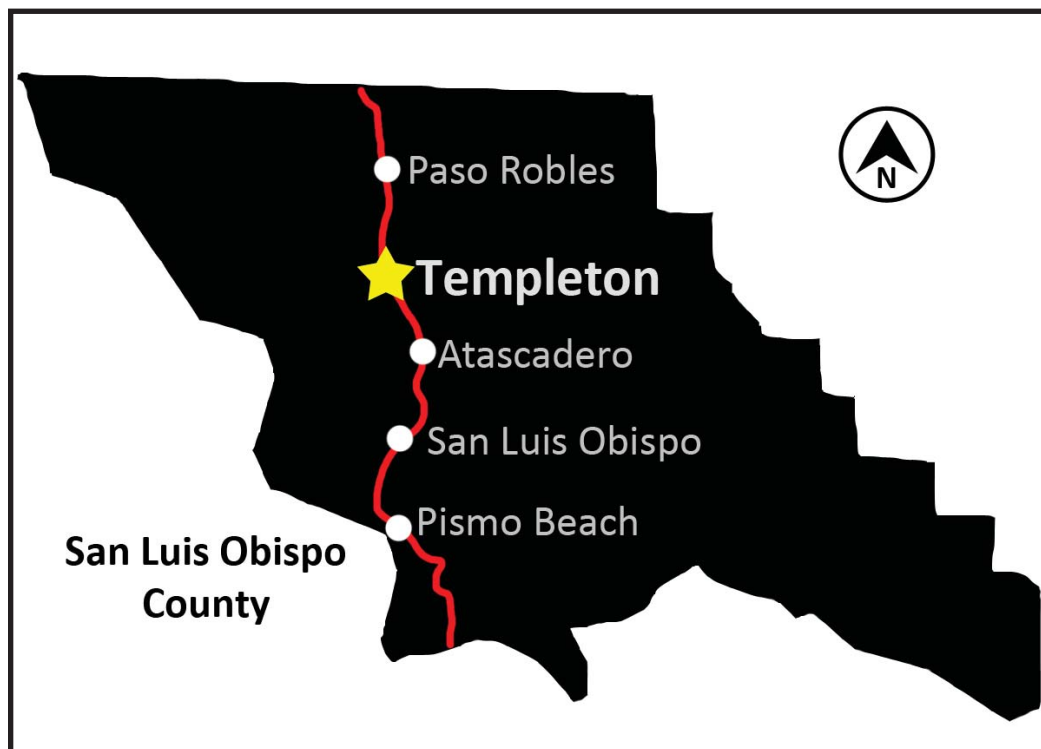 Paso Robles
N
Templeton
Atascadero
San Luis Obispo
Pismo Beach
San Luis Obispo
County